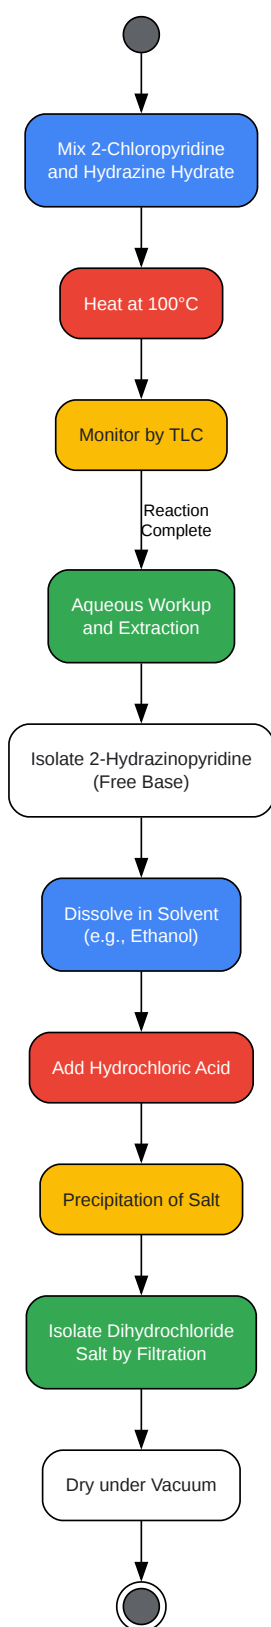 Mix 2-Chloropyridine
and Hydrazine Hydrate
Heat at 100°C
Monitor by TLC
Reaction
Complete
Aqueous Workup
and Extraction
Isolate 2-Hydrazinopyridine
(Free Base)
Dissolve in Solvent
(e.g., Ethanol)
Add Hydrochloric Acid
Precipitation of Salt
Isolate Dihydrochloride
Salt by Filtration
Dry under Vacuum